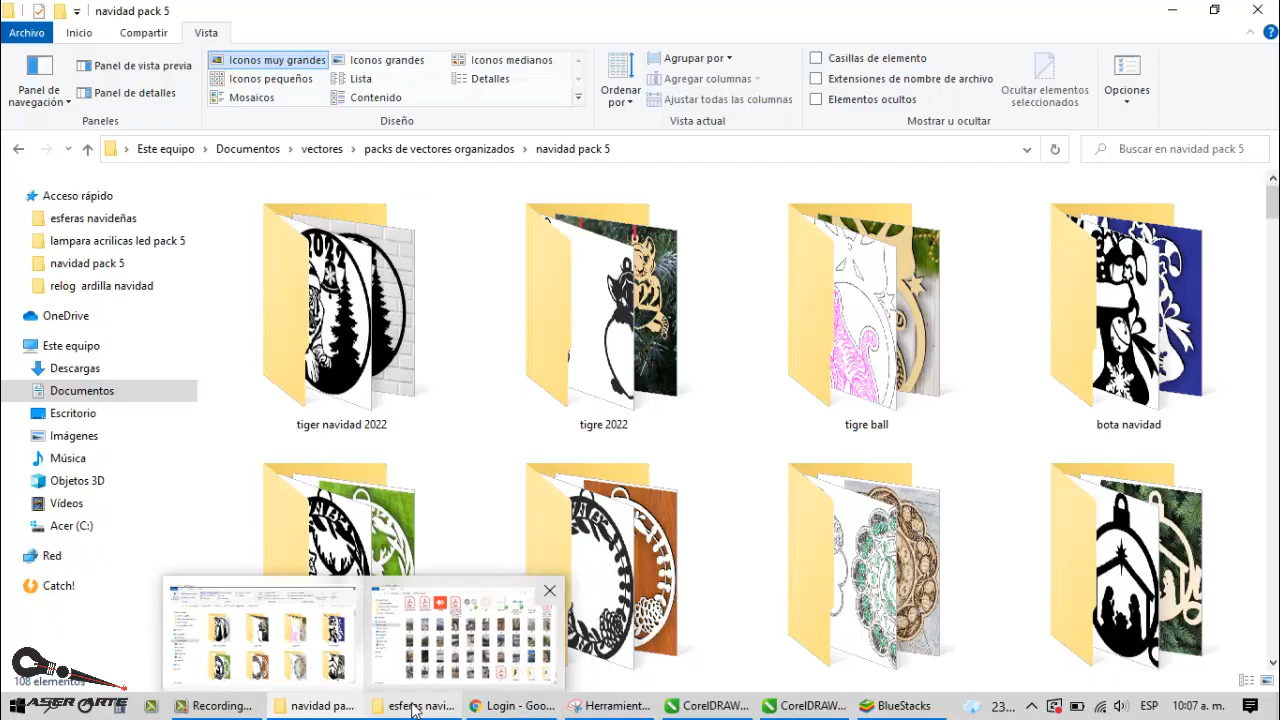 navidad pack 5
Archivo Inicio Compartir Vista
Panel de navegación
Panel de vista previa
Panel de detalles
Paneles
Iconos muy grandes Iconos grandes Iconos medianos
Iconos pequeños Lista Detalles
Mosaicos Contenido
Diseño
Ordenar por
Agrupar por
Agregar columnas
Ajustar todas las columnas
Vista actual
Casillas de elemento
Extensiones de nombre de archivo
Elementos ocultos
Ocultar elementos seleccionados
Mostrar u ocultar
Opciones
Este equipo > Documentos > vectores > packs de vectores organizados > navidad pack 5
Buscar en navidad pack 5
Acceso rápido
esferas navideñas
lampara acrilicas led pack 5
navidad pack 5
relog ardilla navidad
OneDrive
Este equipo
Descargas
Documentos
Escritorio
Imágenes
Música
Objetos 3D
Vídeos
Acer (C:)
Red
Catch!
2022
tiger navidad 2022
tigre 2022
tigre ball
bota navidad
108 elementos
LASER ARTE
Recording... navidad pa... esferas navi... Login - Goo... Herramient... CorelDRAW... CorelDRAW... BlueStacks 23... ESP 10:07 a. m.